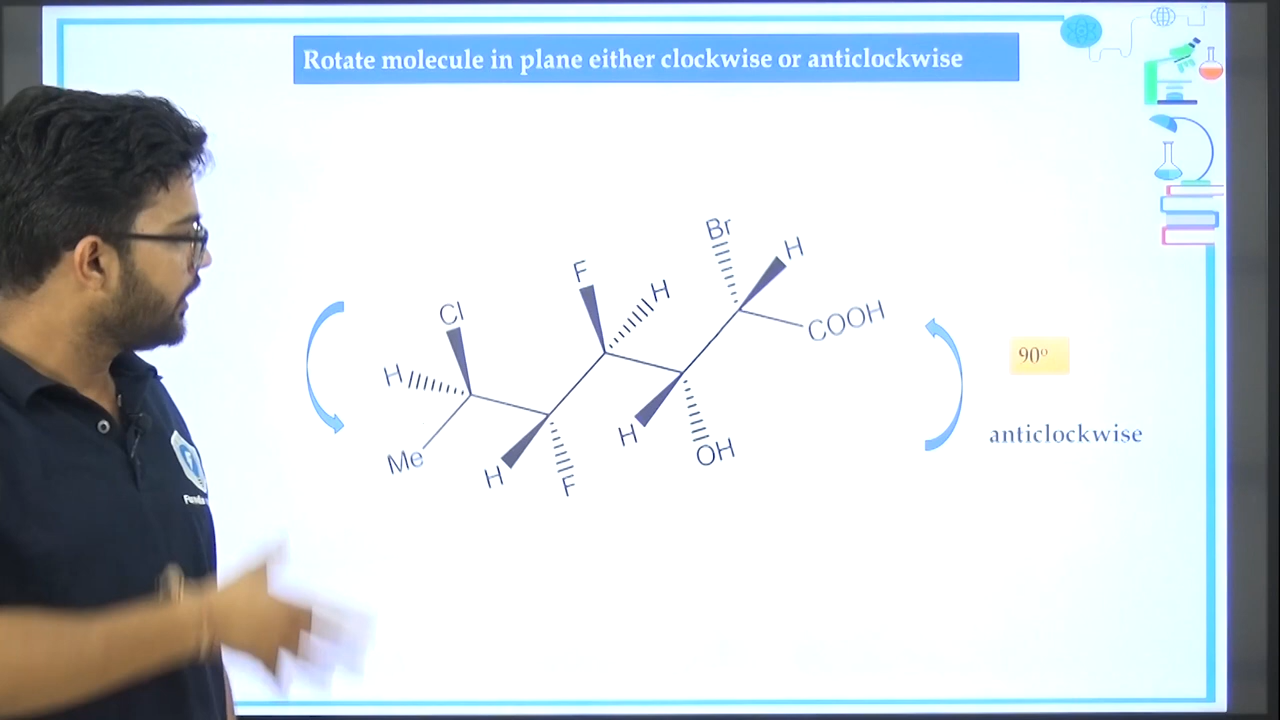 Rotate molecule in plane either clockwise or anticlockwise
Br
H
F
H
COOH
Cl
H
90°
Me
H
F
H
OH
anticlockwise